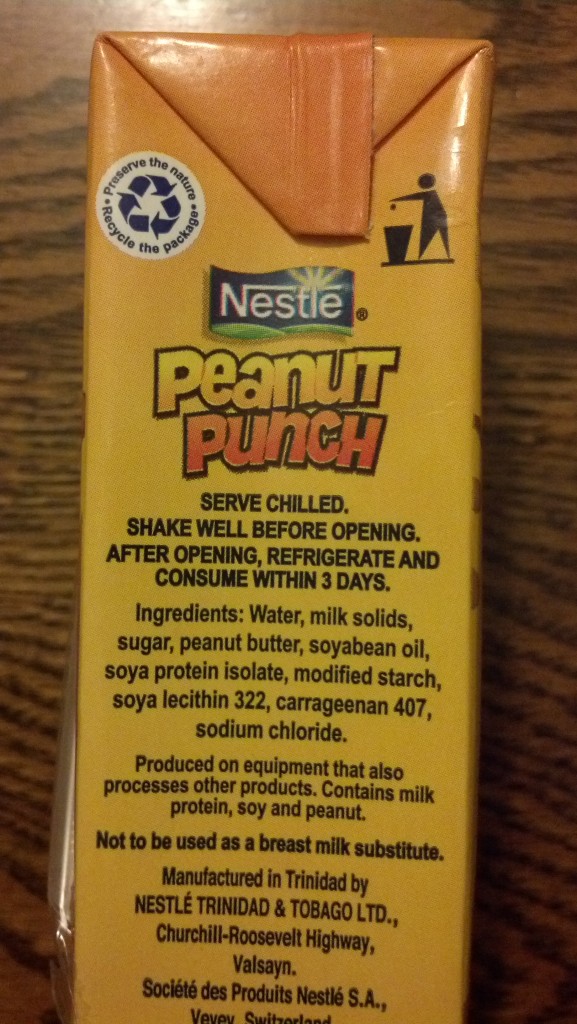 Preserve the nature
Recycle the package
Nestlé ®
Peanut
Punch
SERVE CHILLED.
SHAKE WELL BEFORE OPENING.
AFTER OPENING, REFRIGERATE AND
CONSUME WITHIN 3 DAYS.
Ingredients: Water, milk solids,
sugar, peanut butter, soyabean oil,
soya protein isolate, modified starch,
soya lecithin 322, carrageenan 407,
sodium chloride.
Produced on equipment that also
processes other products. Contains milk
protein, soy and peanut.
Not to be used as a breast milk substitute.
Manufactured in Trinidad by
NESTLÉ TRINIDAD & TOBAGO LTD.,
Churchill-Roosevelt Highway,
Valsayn.
Société des Produits Nestlé S.A.,
Vevey, Switzerland